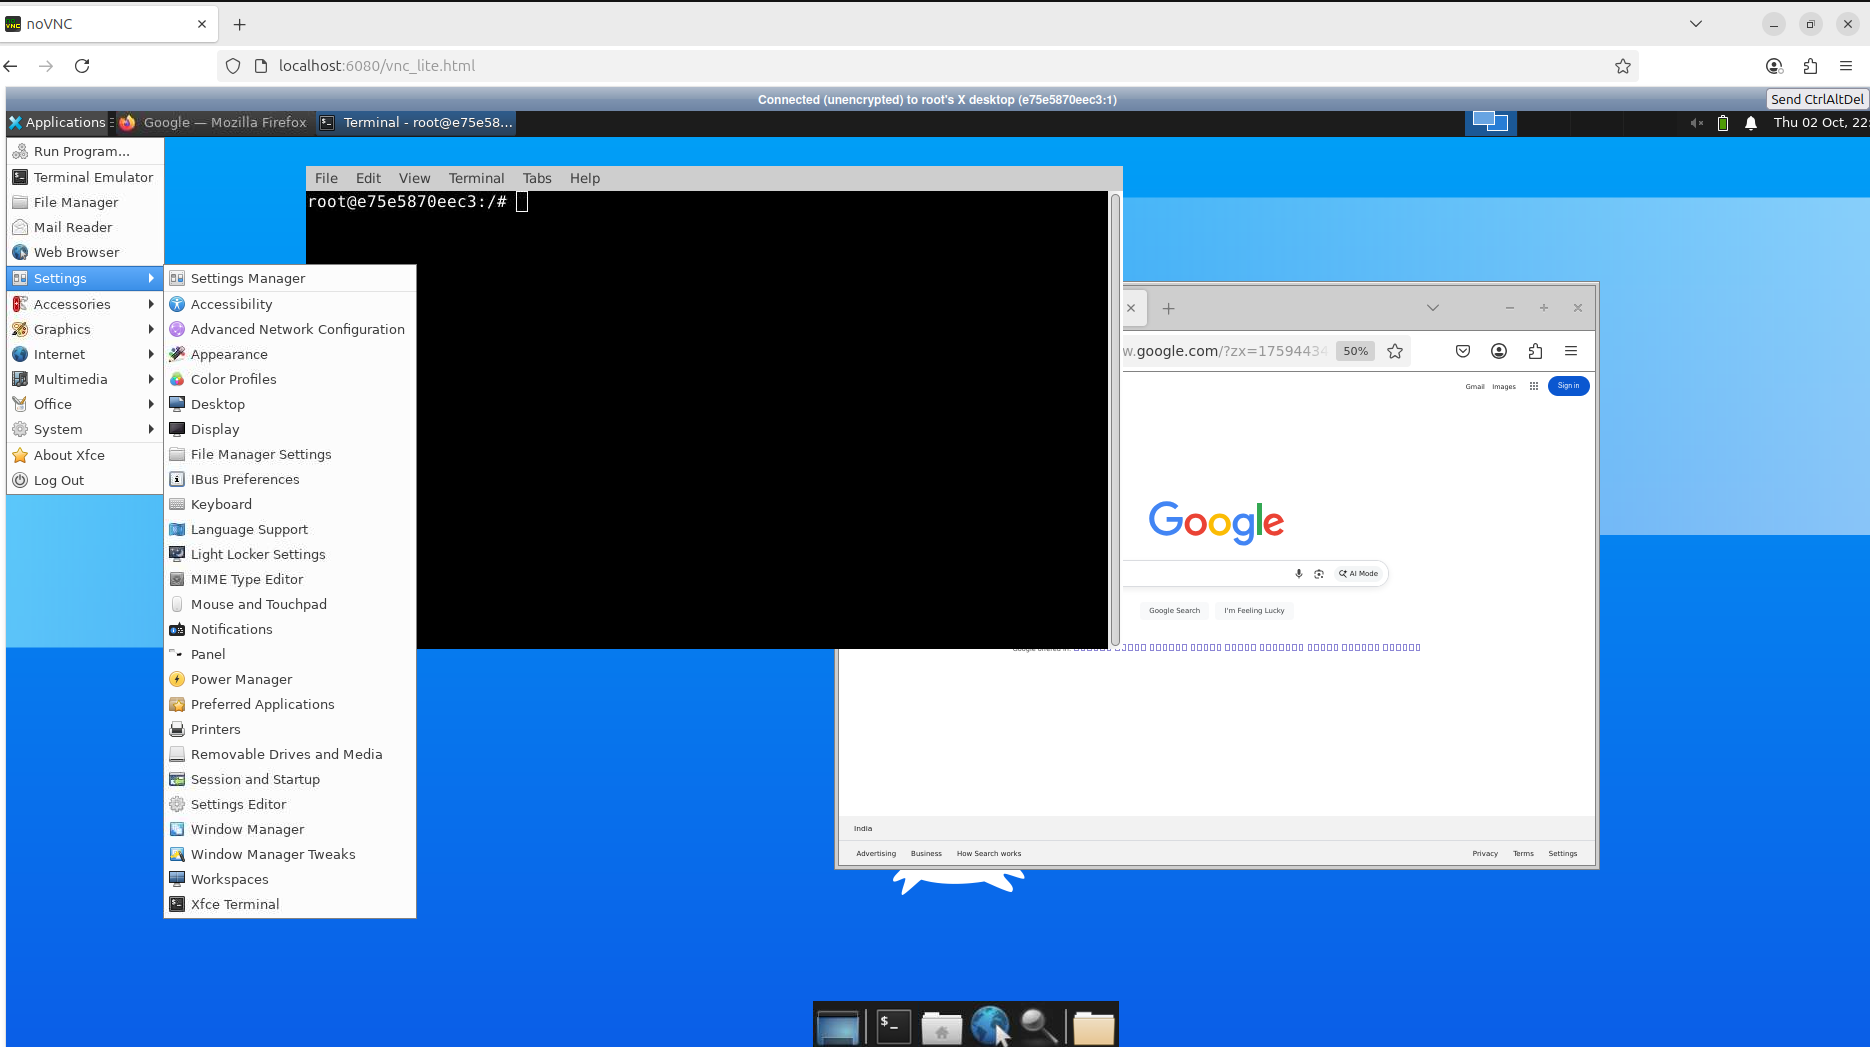 noVNC
localhost:6080/vnc_lite.html
Connected (unencrypted) to root's X desktop (e75e5870eec3:1)
Send CtrlAltDel
Applications
Google — Mozilla Firefox
Terminal - root@e75e58...
Thu 02 Oct, 22:
Run Program...
Terminal Emulator
File Manager
Mail Reader
Web Browser
Settings
Accessories
Graphics
Internet
Multimedia
Office
System
About Xfce
Log Out
Settings Manager
Accessibility
Advanced Network Configuration
Appearance
Color Profiles
Desktop
Display
File Manager Settings
IBus Preferences
Keyboard
Language Support
Light Locker Settings
MIME Type Editor
Mouse and Touchpad
Notifications
Panel
Power Manager
Preferred Applications
Printers
Removable Drives and Media
Session and Startup
Settings Editor
Window Manager
Window Manager Tweaks
Workspaces
Xfce Terminal
File Edit View Terminal Tabs Help
root@e75e5870eec3:/#
w.google.com/?zx=17594434
50%
Gmail Images Sign in
Google
AI Mode
Google Search I'm Feeling Lucky
India
Advertising Business How Search works
Privacy Terms Settings